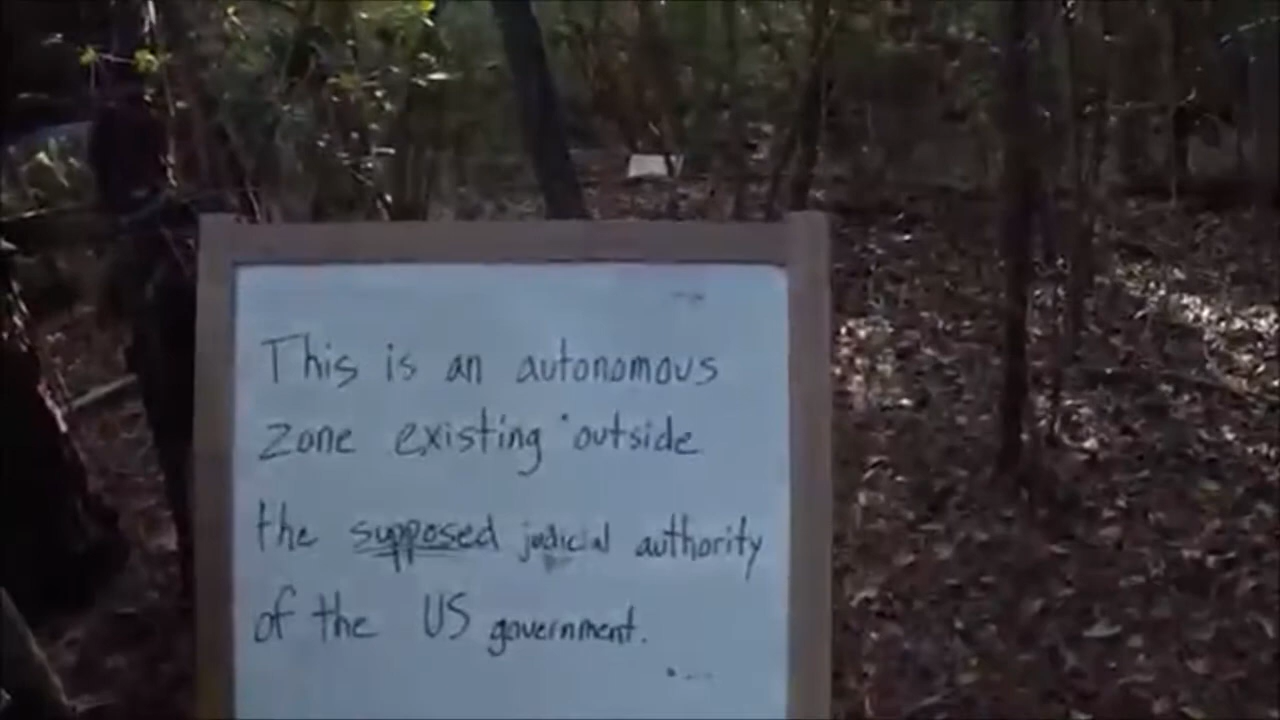 This is an autonomous
zone existing outside
the supposed judicial authority
of the US government.